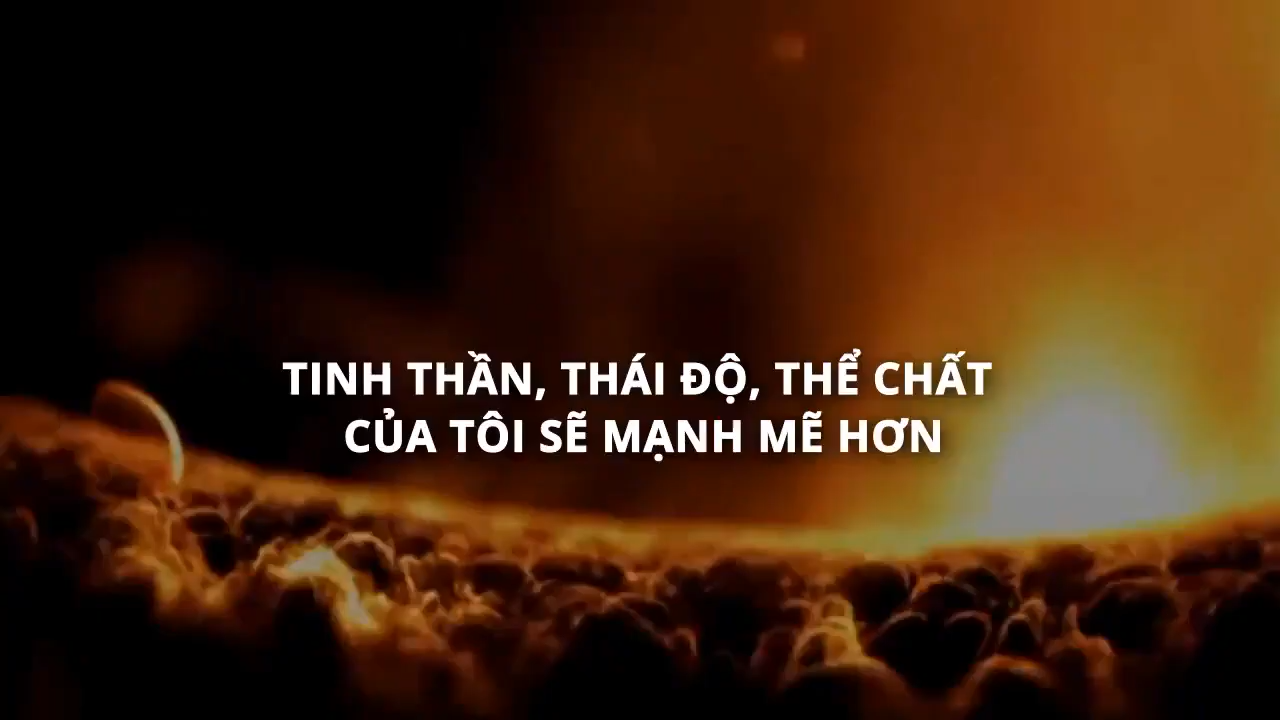 TINH THẦN, THÁI ĐỘ, THỂ CHẤT
CỦA TÔI SẼ MẠNH MẼ HƠN